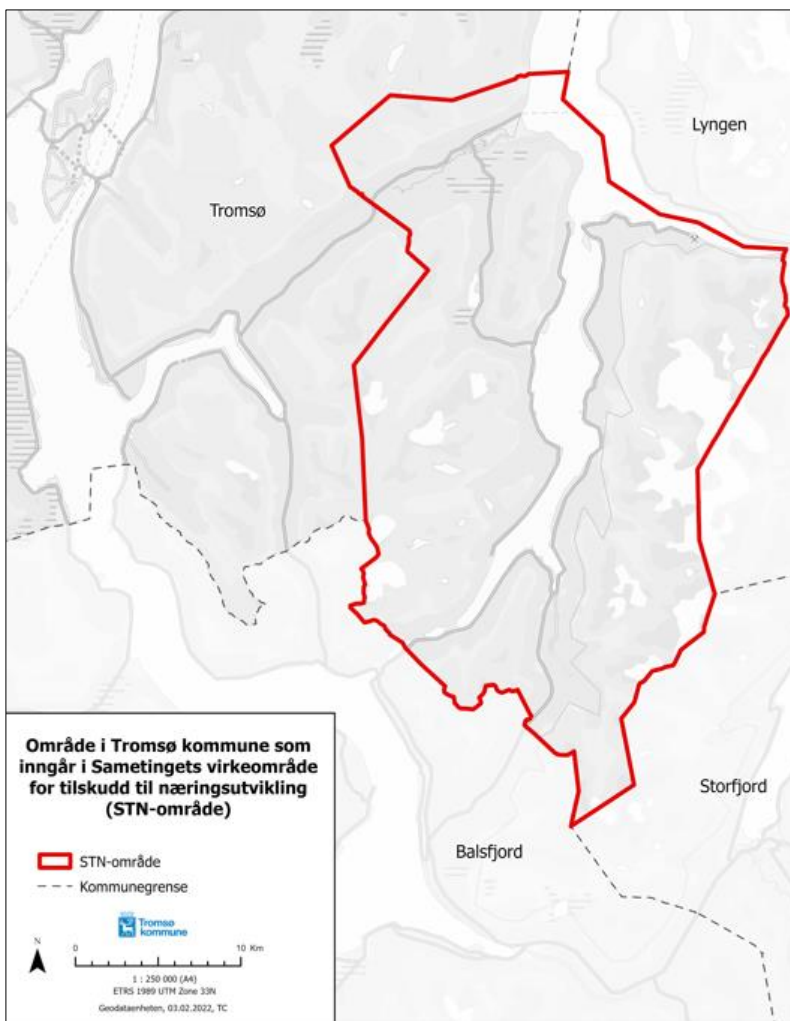 Lyngen
Tromsø
Storfjord
Balsfjord
Område i Tromsø kommune som
inngår i Sametingets virkeområde
for tilskudd til næringsutvikling
(STN-område)
STN-område
Kommunegrense
Tromsø
kommune
N
0 10 Km
1 : 250 000 (A4)
ETRS 1989 UTM Zone 33N
Geodataenheten, 03.02.2022, TC